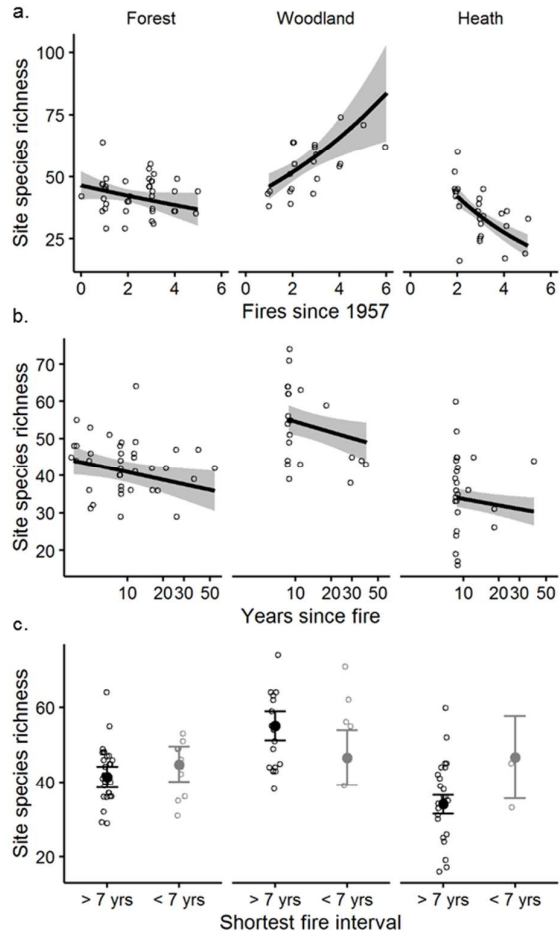 a.
Forest Woodland Heath
Site species richness
100
75
50
25
0 2 4 6 0 2 4 6 0 2 4 6
Fires since 1957
b.
Site species richness
70
60
50
40
30
20
10 20 30 50 10 20 30 50 10 20 30 50
Years since fire
c.
Site species richness
60
40
20
> 7 yrs < 7 yrs > 7 yrs < 7 yrs > 7 yrs < 7 yrs
Shortest fire interval